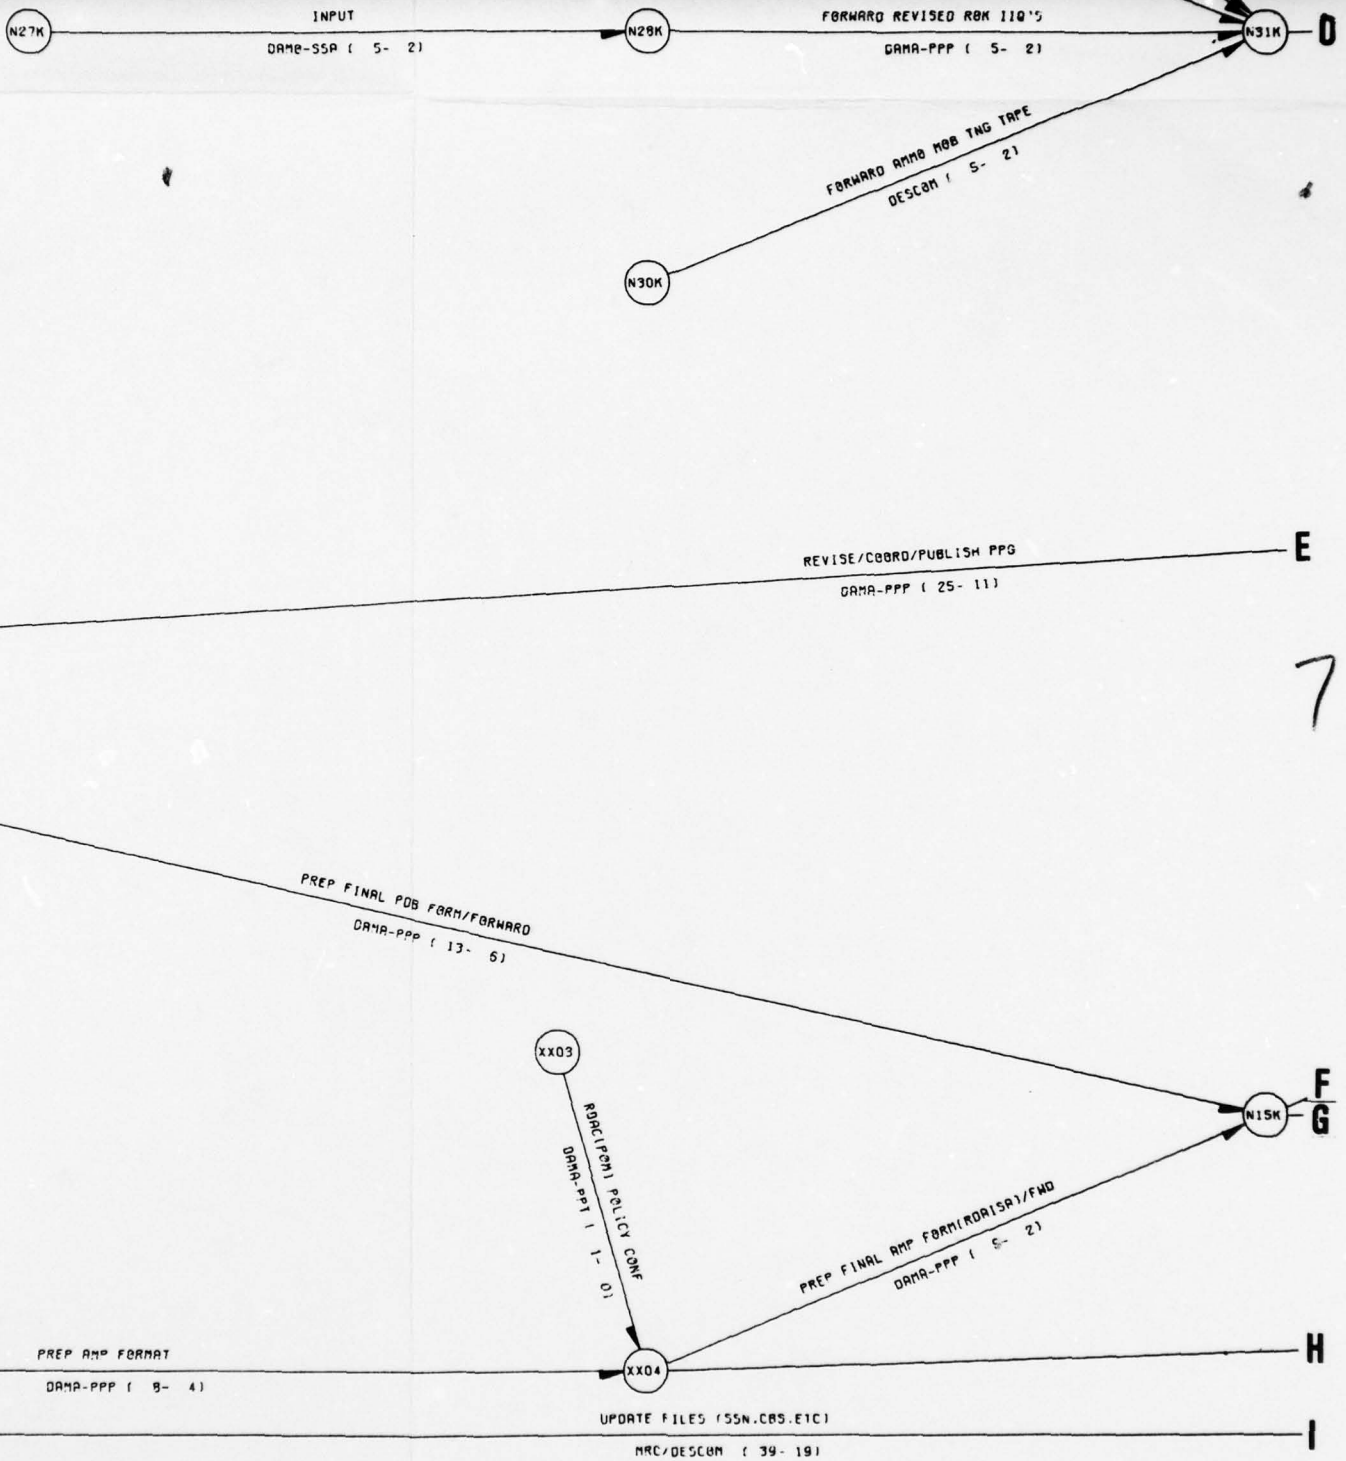 INPUT
FORWARD REVISED ROK 110'S
N27K
N28K
N31K
D
DAMO-SSA ( 5- 2)
DAMA-PPP ( 5- 2)
FORWARD AMMO MOB TNG TAPE
DESCOM ( 5- 2)
N30K
REVISE/COORD/PUBLISH PPG
E
DAMA-PPP ( 25- 11)
7
PREP FINAL PDB FORM/FORWARD
DAMA-PPP ( 13- 6)
XX03
F
N15K
G
RDAC(POM) POLICY CONF
DAMA-PPT ( 1- 0)
PREP FINAL AMP FORM(RDAISA)/FWD
DAMA-PPP ( 5- 2)
PREP AMP FORMAT
H
XX04
DAMA-PPP ( 8- 4)
UPDATE FILES (SSN.CBS.ETC)
I
MRC/DESCOM ( 39- 19)